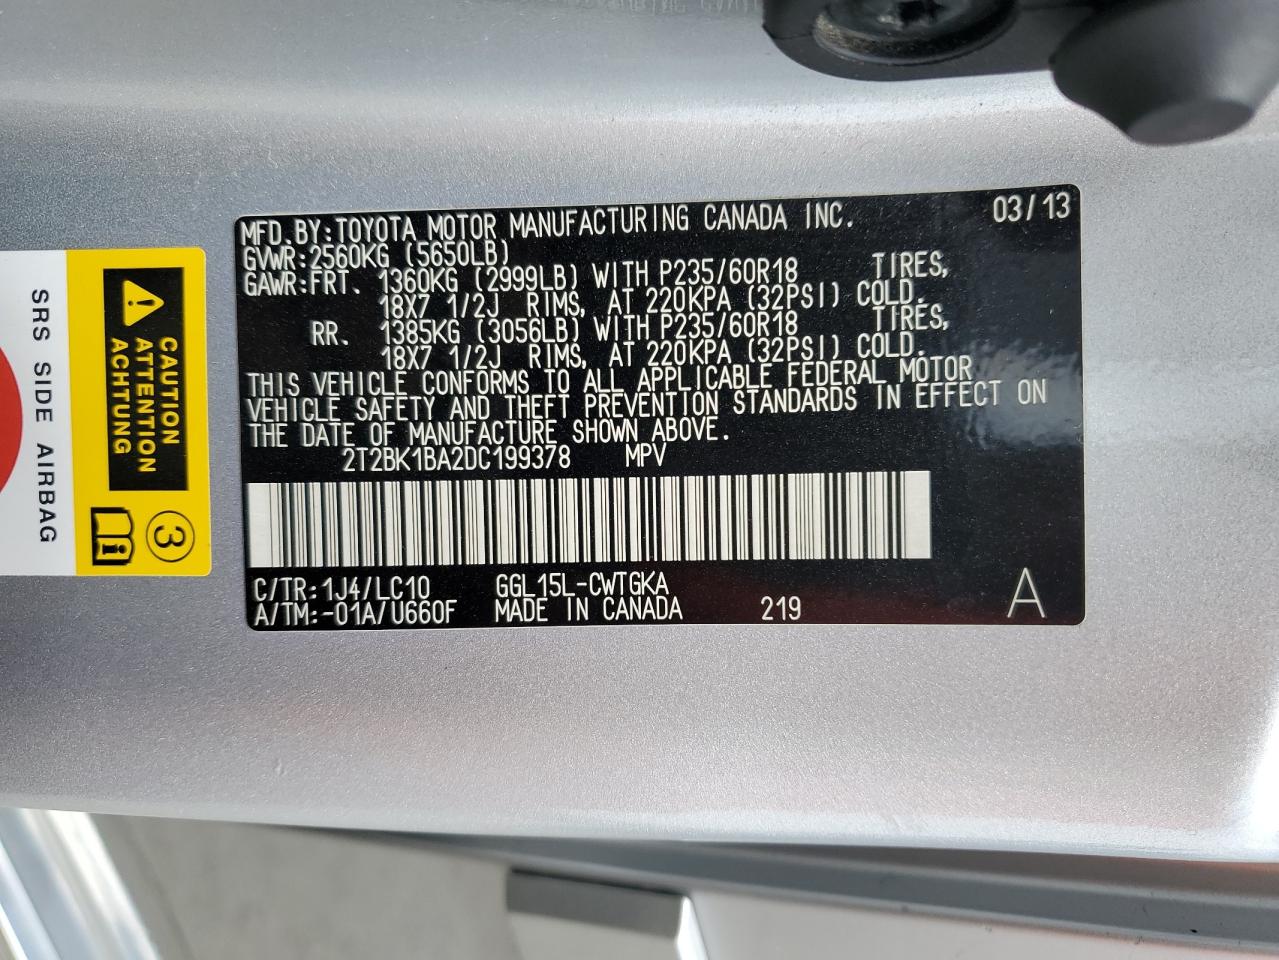 MFD.BY:TOYOTA MOTOR MANUFACTURING CANADA INC. 03/13
GVWR:2560KG (5650LB)
GAWR:FRT. 1360KG (2999LB) WITH P235/60R18 TIRES,
18X7 1/2J RIMS, AT 220KPA (32PSI) COLD.
RR. 1385KG (3056LB) WITH P235/60R18 TIRES,
18X7 1/2J RIMS, AT 220KPA (32PSI) COLD.
THIS VEHICLE CONFORMS TO ALL APPLICABLE FEDERAL MOTOR
VEHICLE SAFETY AND THEFT PREVENTION STANDARDS IN EFFECT ON
THE DATE OF MANUFACTURE SHOWN ABOVE.
2T2BK1BA2DC199378 MPV
C/TR:1J4/LC10 GGL15L-CWTGKA
A/TM:-01A/U660F MADE IN CANADA 219 A
CAUTION
ATTENTION
ACHTUNG
3
SRS SIDE AIRBAG